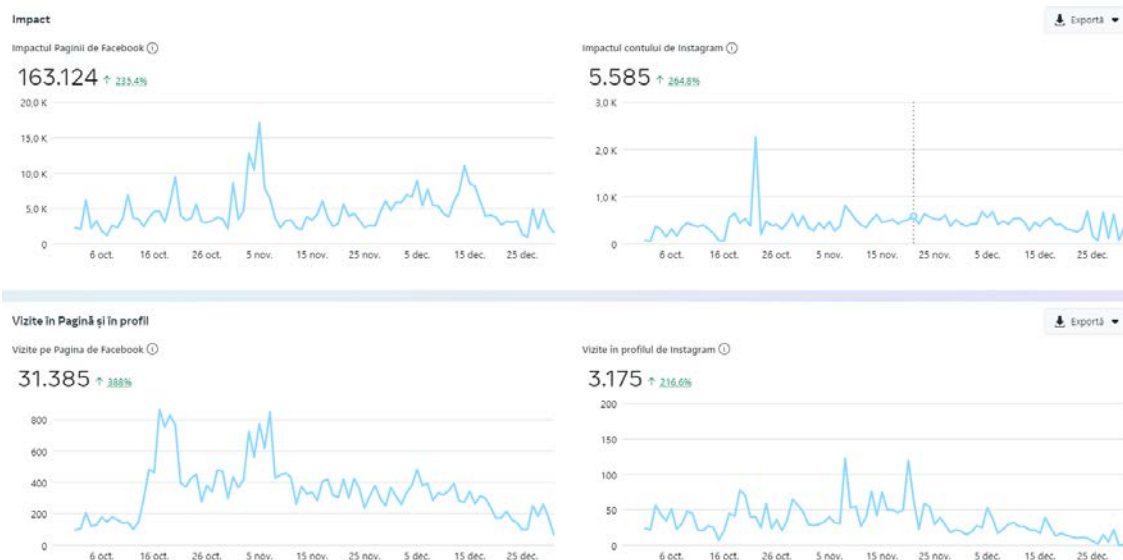 Impact
Exportă
Impactul Paginii de Facebook
163.124 ↑ 235,4%
20,0 K
15,0 K
10,0 K
5,0 K
0
6 oct. 16 oct. 26 oct. 5 nov. 15 nov. 25 nov. 5 dec. 15 dec. 25 dec.
Impactul contului de Instagram
5.585 ↑ 264,8%
3,0 K
2,0 K
1,0 K
0
6 oct. 16 oct. 26 oct. 5 nov. 15 nov. 25 nov. 5 dec. 15 dec. 25 dec.
Vizite în Pagină și în profil
Exportă
Vizite pe Pagina de Facebook
31.385 ↑ 388%
800
600
400
200
0
6 oct. 16 oct. 26 oct. 5 nov. 15 nov. 25 nov. 5 dec. 15 dec. 25 dec.
Vizite în profilul de Instagram
3.175 ↑ 216,6%
200
150
100
50
0
6 oct. 16 oct. 26 oct. 5 nov. 15 nov. 25 nov. 5 dec. 15 dec. 25 dec.